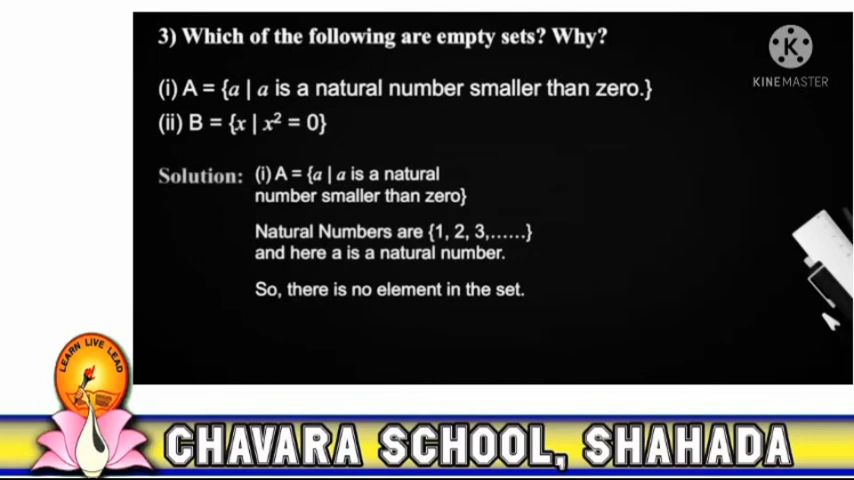 3) Which of the following are empty sets? Why?
K
KINEMASTER
(i) A = {a | a is a natural number smaller than zero.}
(ii) B = {x | x² = 0}
Solution: (i) A = {a | a is a natural
number smaller than zero}
Natural Numbers are {1, 2, 3,......}
and here a is a natural number.
So, there is no element in the set.
A
LEARN LIVE LEAD
CHAVARA SCHOOL, SHAHADA